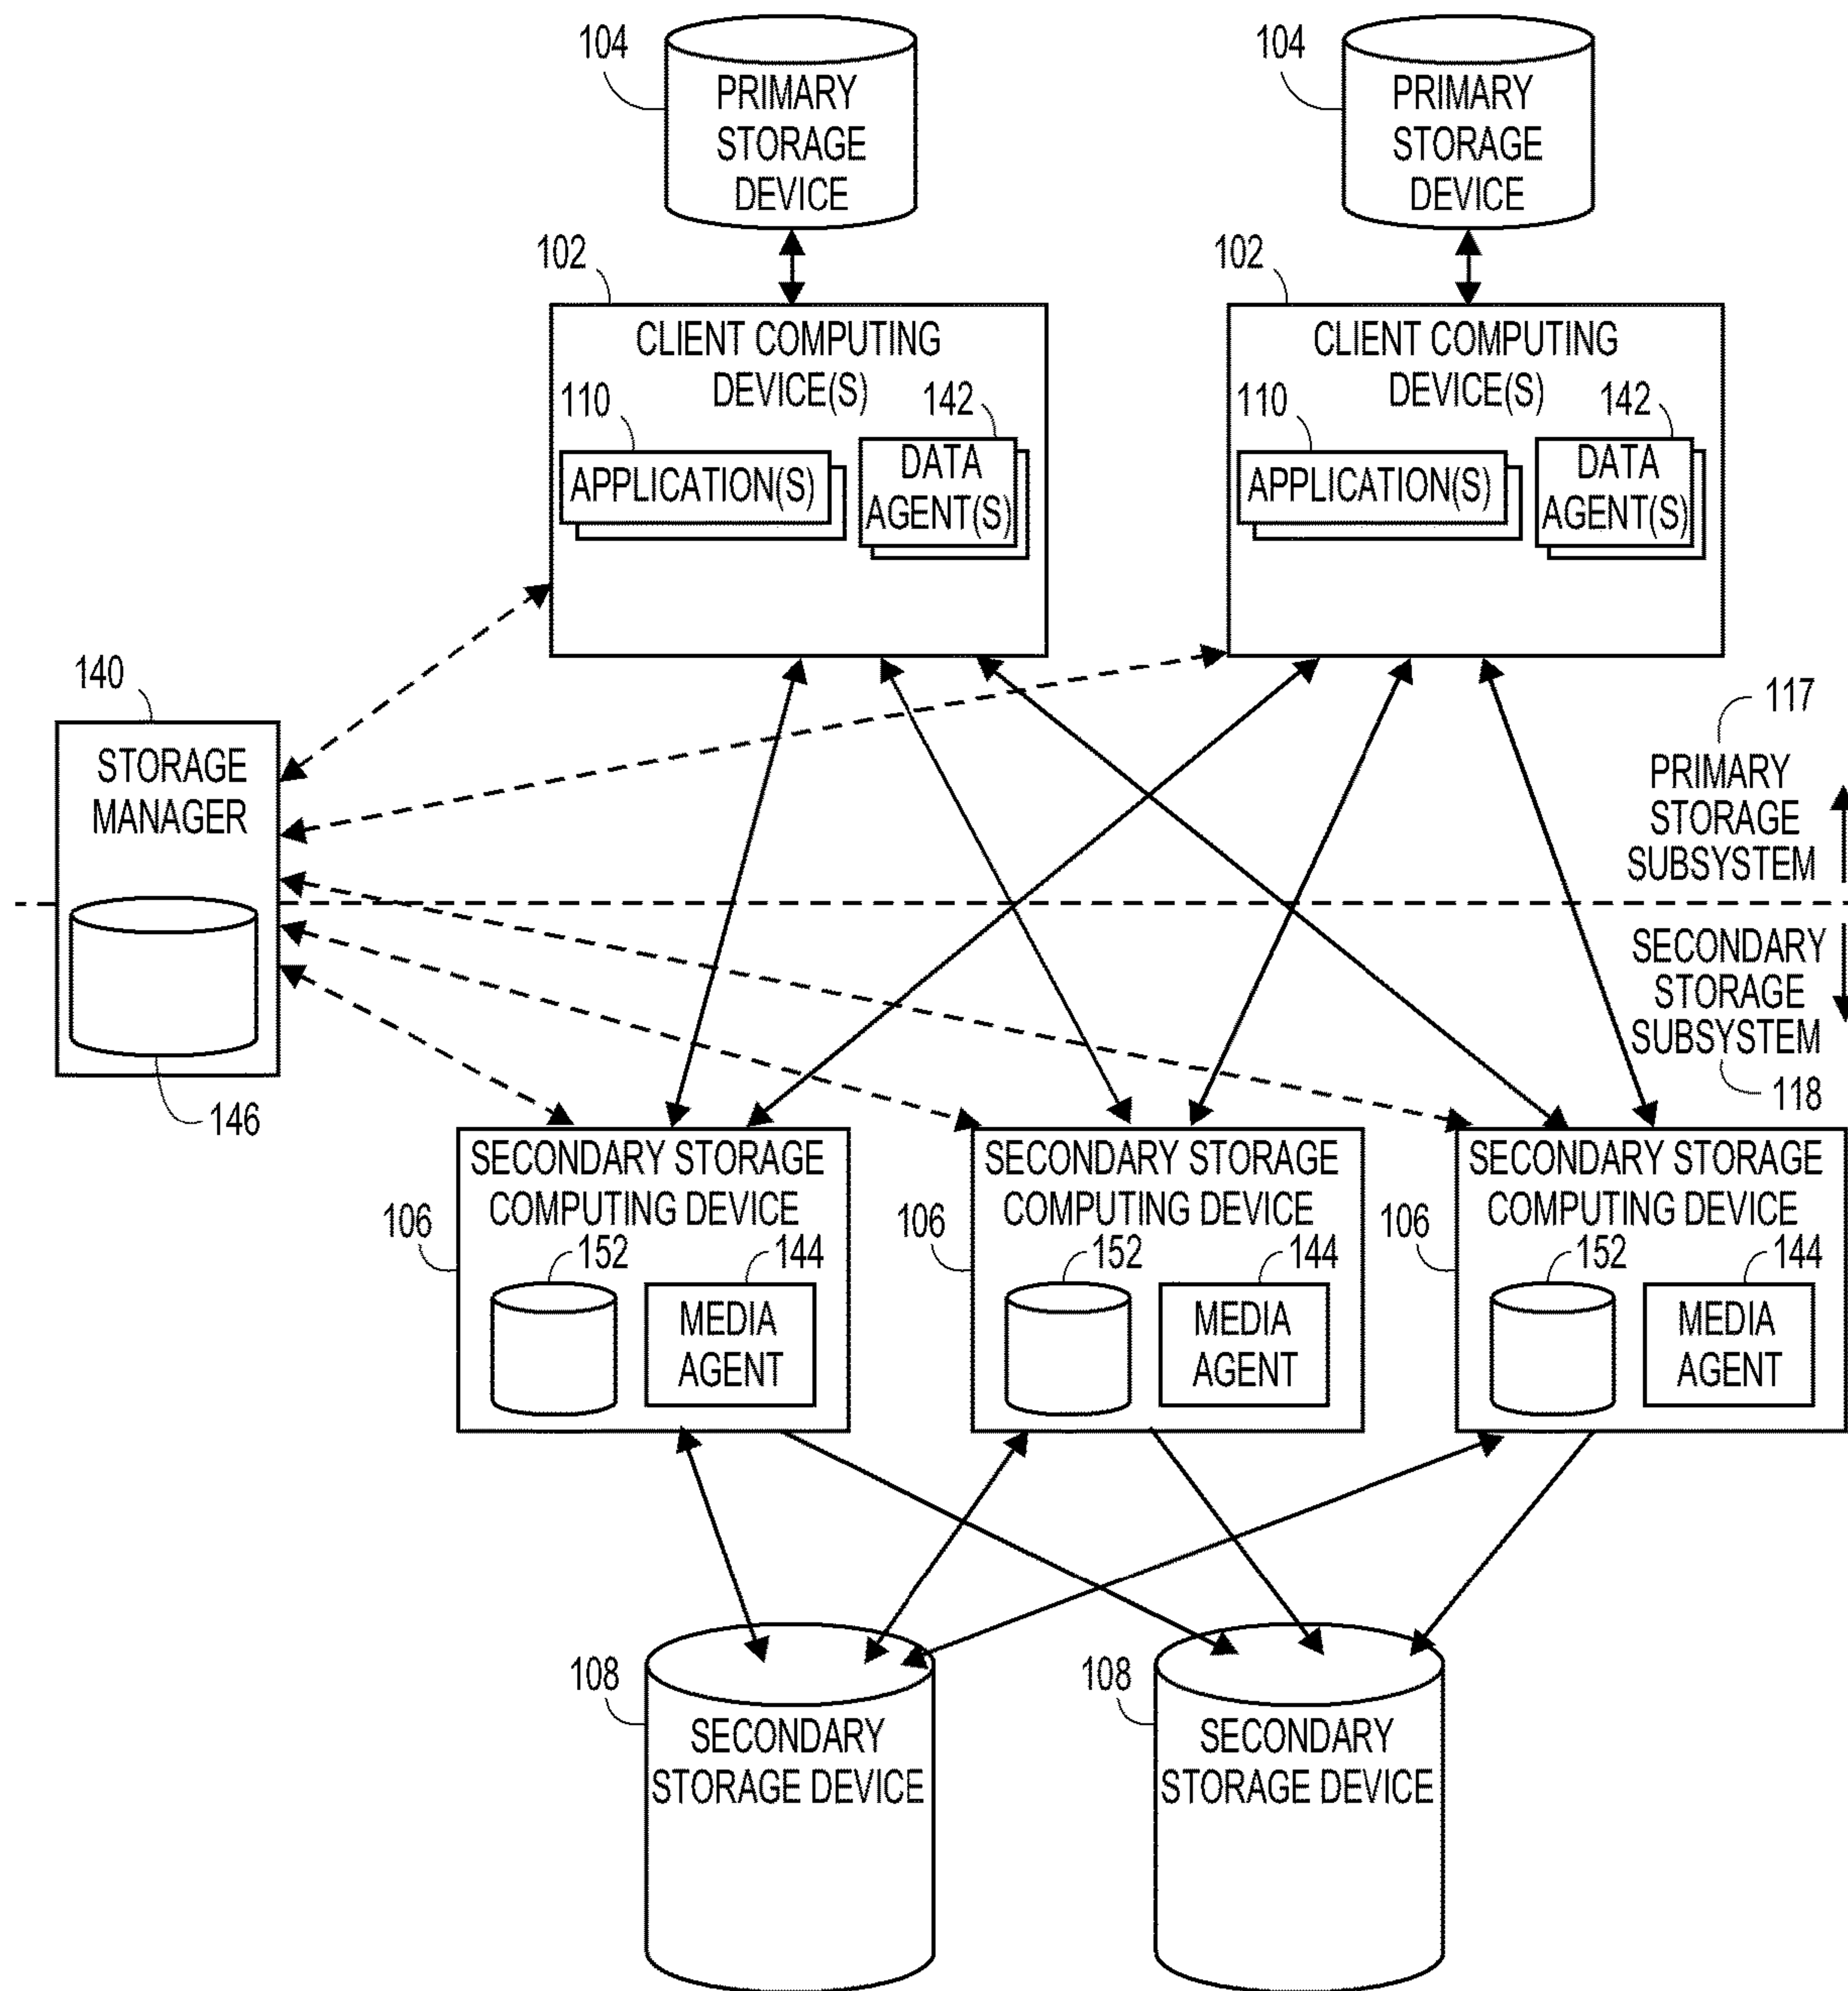 104
PRIMARY
STORAGE
DEVICE
104
PRIMARY
STORAGE
DEVICE
102
CLIENT COMPUTING
DEVICE(S)
110
142
APPLICATION(S)
DATA
AGENT(S)
102
CLIENT COMPUTING
DEVICE(S)
110
142
APPLICATION(S)
DATA
AGENT(S)
140
STORAGE
MANAGER
146
117
PRIMARY
STORAGE
SUBSYSTEM
SECONDARY
STORAGE
SUBSYSTEM
118
SECONDARY STORAGE
COMPUTING DEVICE
106
152
144
MEDIA
AGENT
SECONDARY STORAGE
COMPUTING DEVICE
106
152
144
MEDIA
AGENT
SECONDARY STORAGE
COMPUTING DEVICE
106
152
144
MEDIA
AGENT
108
SECONDARY
STORAGE DEVICE
108
SECONDARY
STORAGE DEVICE